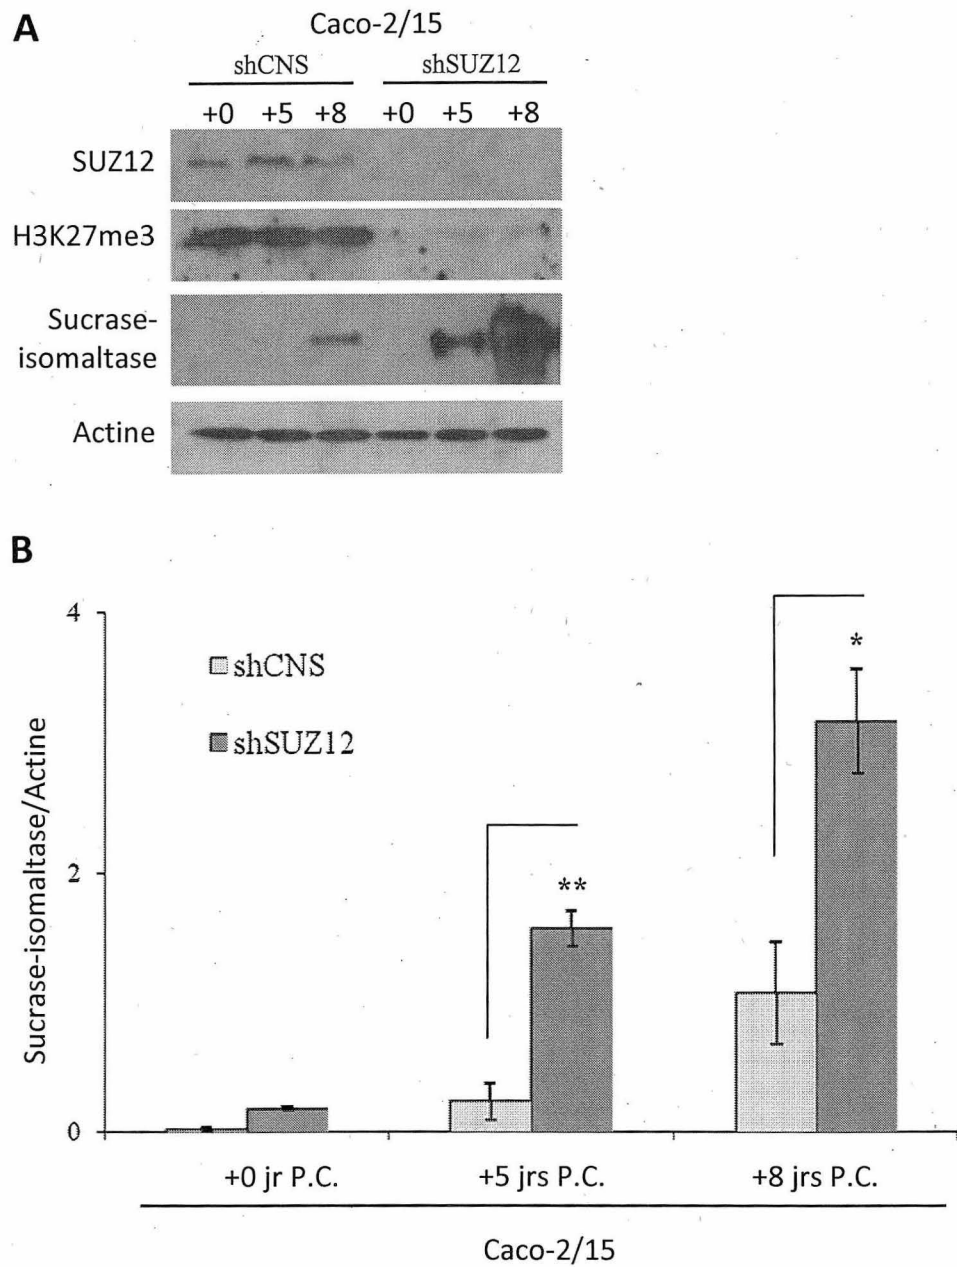 A
Caco-2/15
shCNS shSUZ12
+0 +5 +8 +0 +5 +8
SUZ12
H3K27me3
Sucrase-
isomaltase
Actine
B
4
shCNS
*
shSUZ12
2
**
0
Sucrase-isomaltase/Actine
+0 jr P.C. +5 jrs P.C. +8 jrs P.C.
Caco-2/15